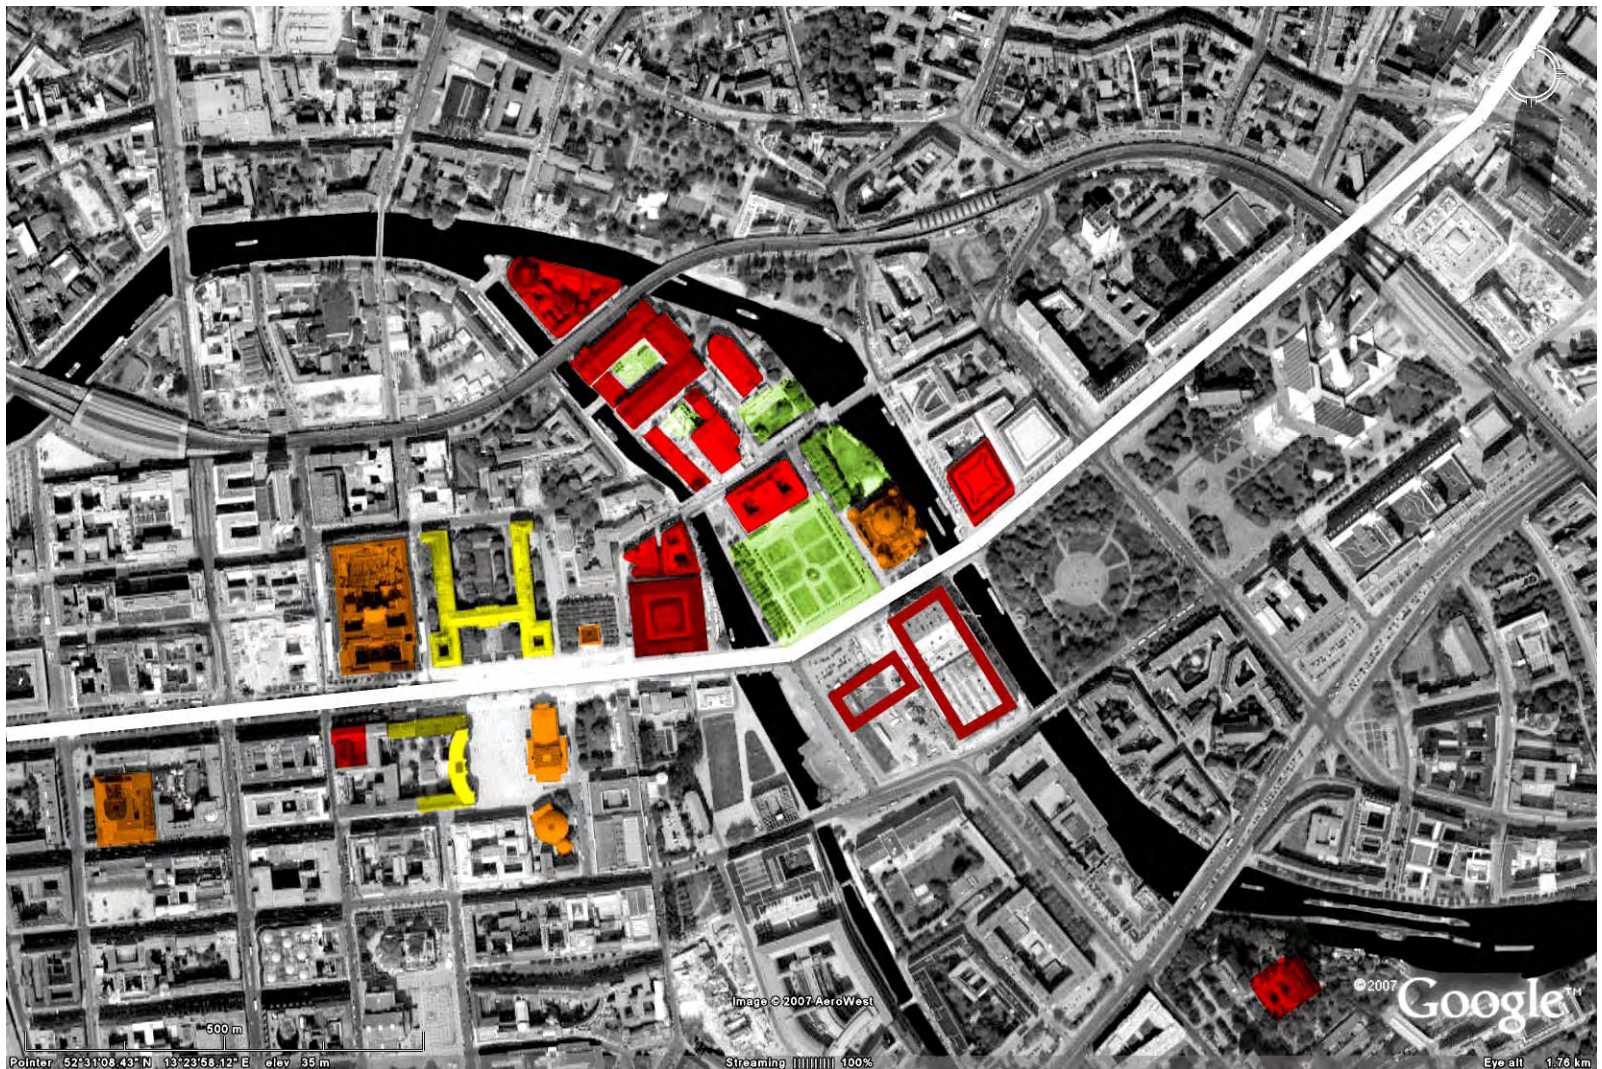 Image © 2007 AeroWest
©2007 Google™
500 m
Pointer 52°31'08.43" N 13°23'58.12" E elev 35 m Streaming ||||||||| 100% Eye alt 1.76 km